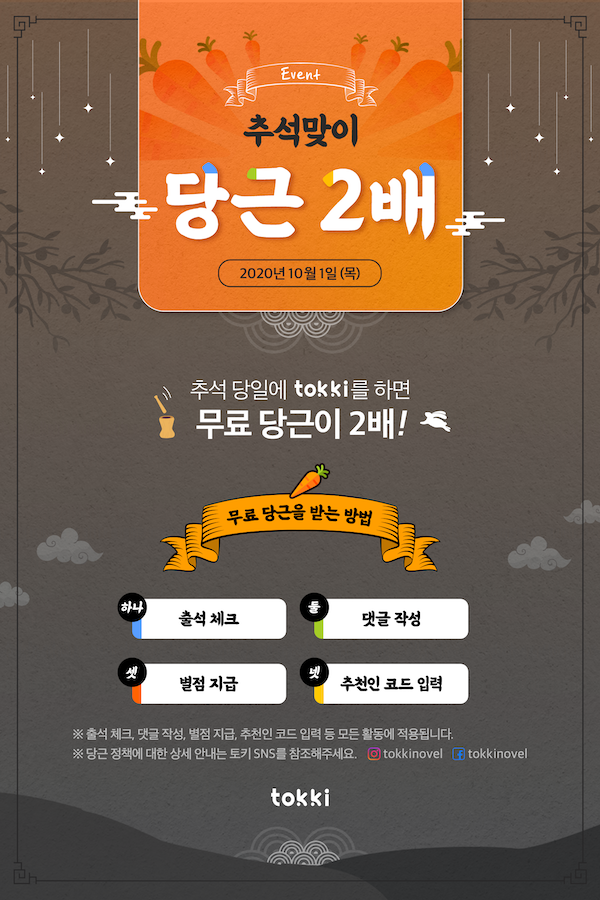 Event
추석맞이
당근 2배
2020년 10월 1일 (목)
추석 당일에 tokki를 하면
무료 당근이 2배!
무료 당근을 받는 방법
하나 출석 체크
둘 댓글 작성
셋 별점 지급
넷 추천인 코드 입력
※ 출석 체크, 댓글 작성, 별점 지급, 추천인 코드 입력 등 모든 활동에 적용됩니다.
※ 당근 정책에 대한 상세 안내는 토키 SNS를 참조해주세요. tokkinovel tokkinovel
tokki